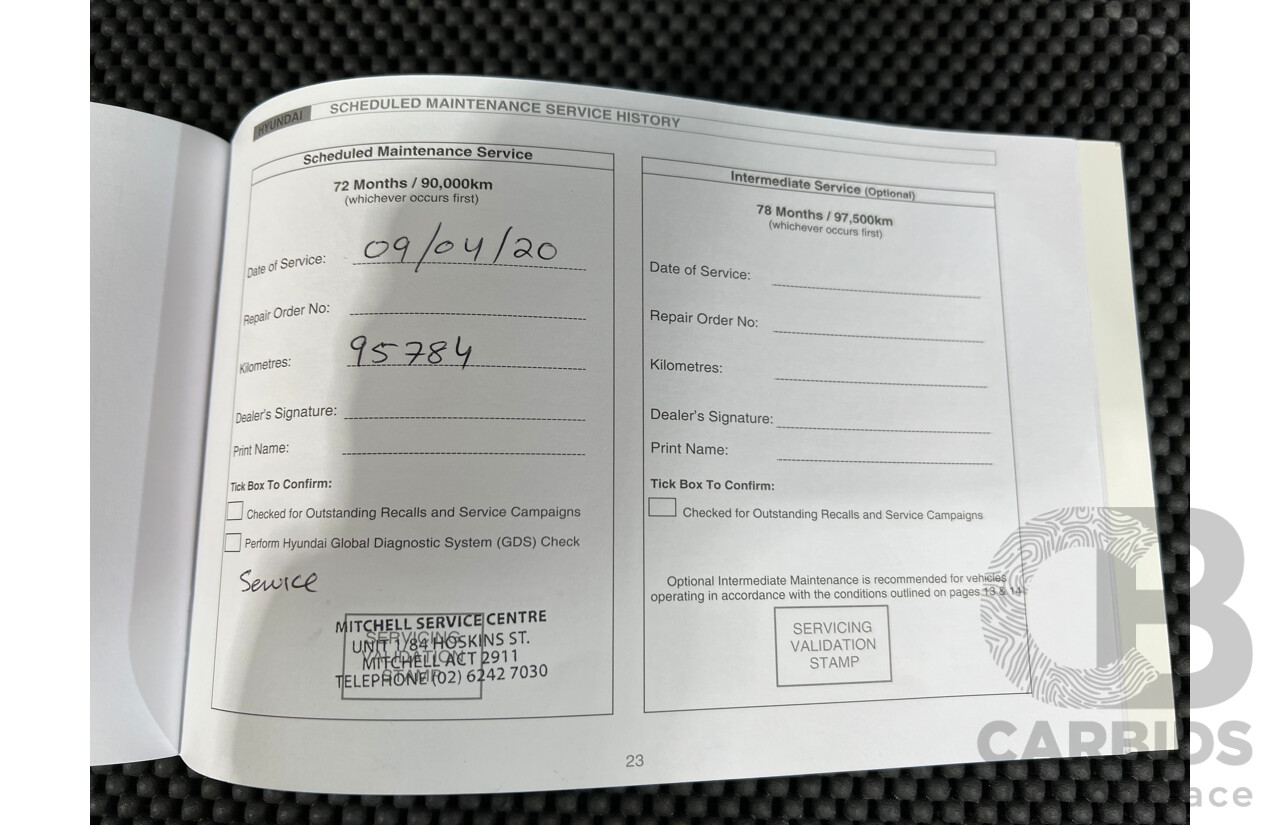 HYUNDAI SCHEDULED MAINTENANCE SERVICE HISTORY
Scheduled Maintenance Service
72 Months / 90,000km
(whichever occurs first)
Date of Service: 09/04/20
Repair Order No:
Kilometres: 95784
Dealer's Signature:
Print Name:
Tick Box To Confirm:
Checked for Outstanding Recalls and Service Campaigns
Perform Hyundai Global Diagnostic System (GDS) Check
Service
MITCHELL SERVICE CENTRE
UNIT 1/84 HOSKINS ST.
MITCHELL ACT 2911
TELEPHONE (02) 6242 7030
SERVICING
VALIDATION
STAMP
Intermediate Service (Optional)
78 Months / 97,500km
(whichever occurs first)
Date of Service:
Repair Order No:
Kilometres:
Dealer's Signature:
Print Name:
Tick Box To Confirm:
Checked for Outstanding Recalls and Service Campaigns
Optional Intermediate Maintenance is recommended for vehicles
operating in accordance with the conditions outlined on pages 13 & 14
SERVICING
VALIDATION
STAMP
23
CARBIDS
ace